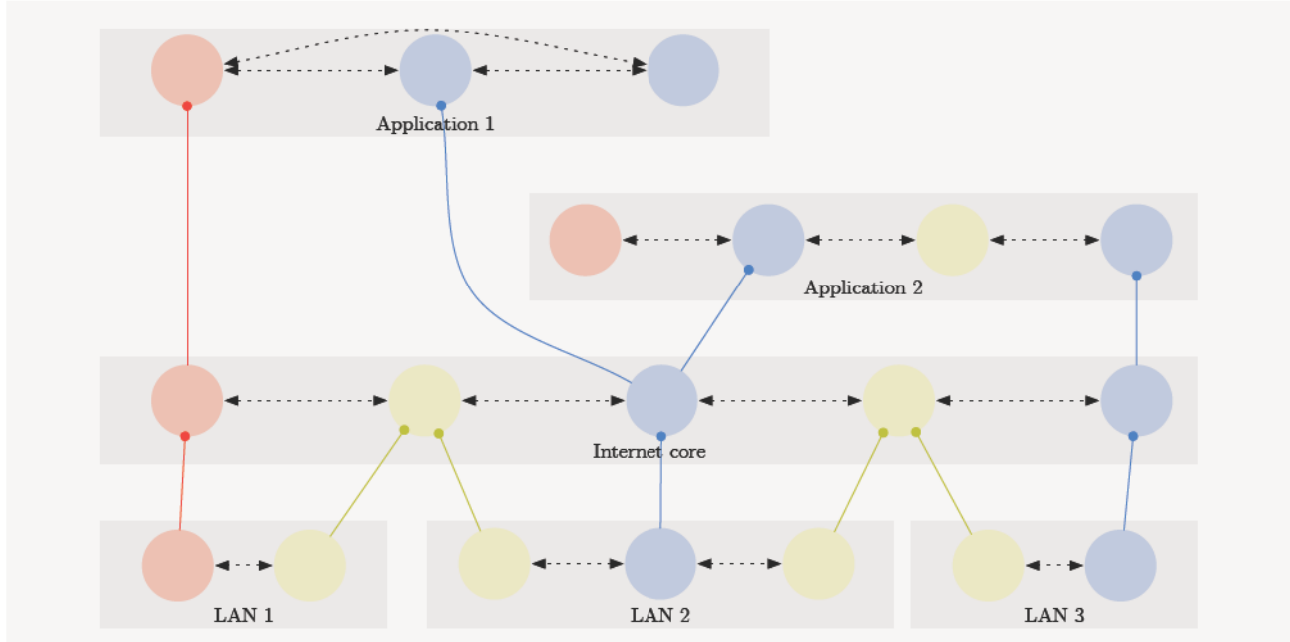 Application 1
Application 2
Internet core
LAN 1
LAN 2
LAN 3